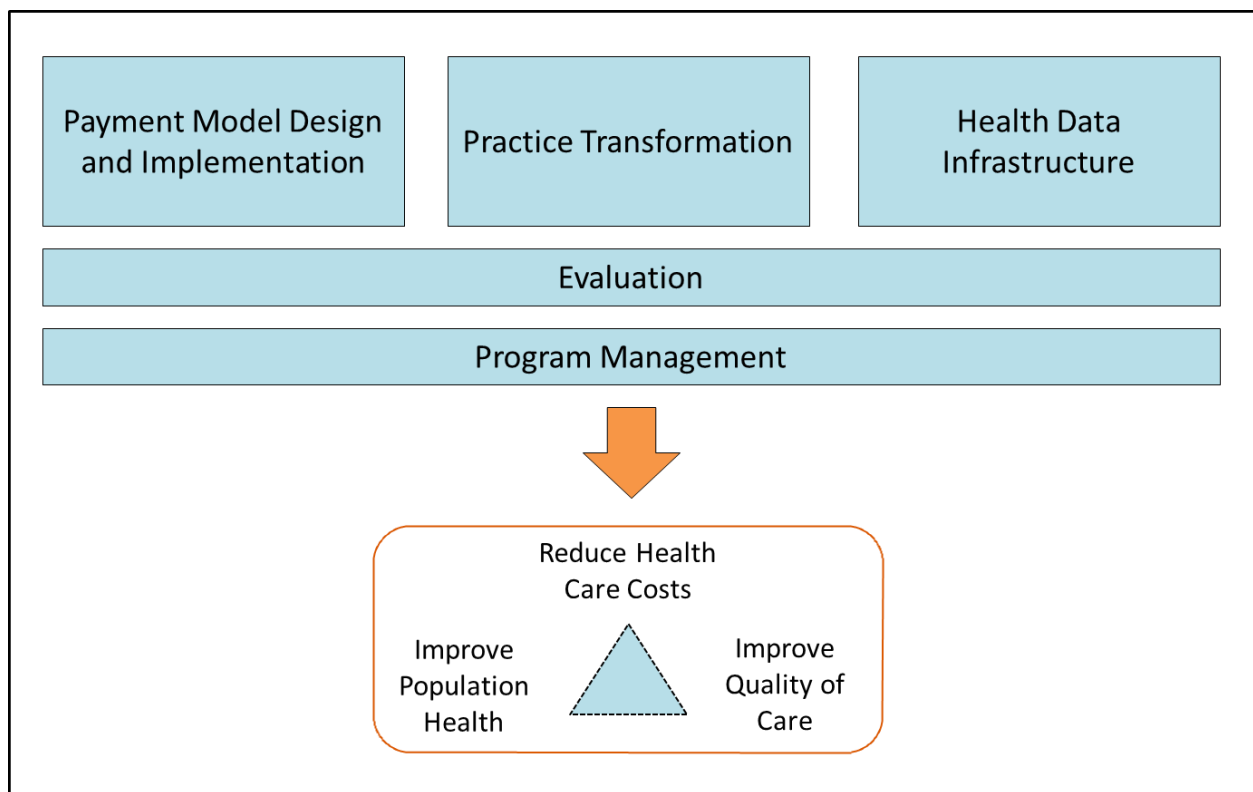 Payment Model Design
and Implementation
Practice Transformation
Health Data
Infrastructure
Evaluation
Program Management
Reduce Health
Care Costs
Improve
Population
Health
Improve
Quality of
Care